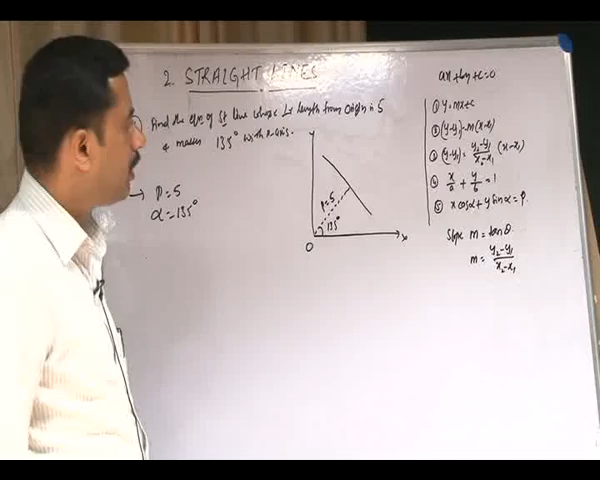 2. STRAIGHT LINES
Find the eqn of St line whose ⊥r length from origin is 5
& makes 135° with x-axis.
→ P=5
α=135°
y
P=5
135°
O
x
ax+by+c=0
① y=mx+c
② (y-y₁)=m(x-x₁)
③ (y-y₁)= y₂-y₁/x₂-x₁ (x-x₁)
④ x/a + y/b =1
⑤ x cosα + y Sinα = P.
Slope m = tanθ
m = y₂-y₁/x₂-x₁